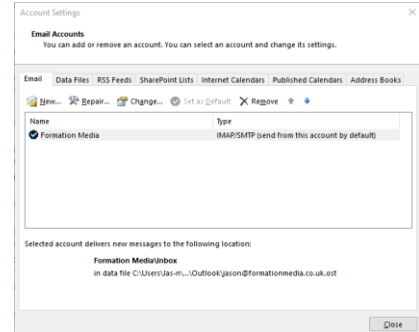 Account Settings
Email Accounts
You can add or remove an account. You can select an account and change its settings.
Email Data Files RSS Feeds SharePoint Lists Internet Calendars Published Calendars Address Books
New... Repair... Change... Set as Default Remove
Name Type
Formation Media IMAP/SMTP (send from this account by default)
Selected account delivers new messages to the following location:
Formation Media\Inbox
in data file C:\Users\Jas-m\...\Outlook\jason@formationmedia.co.uk.ost
Close